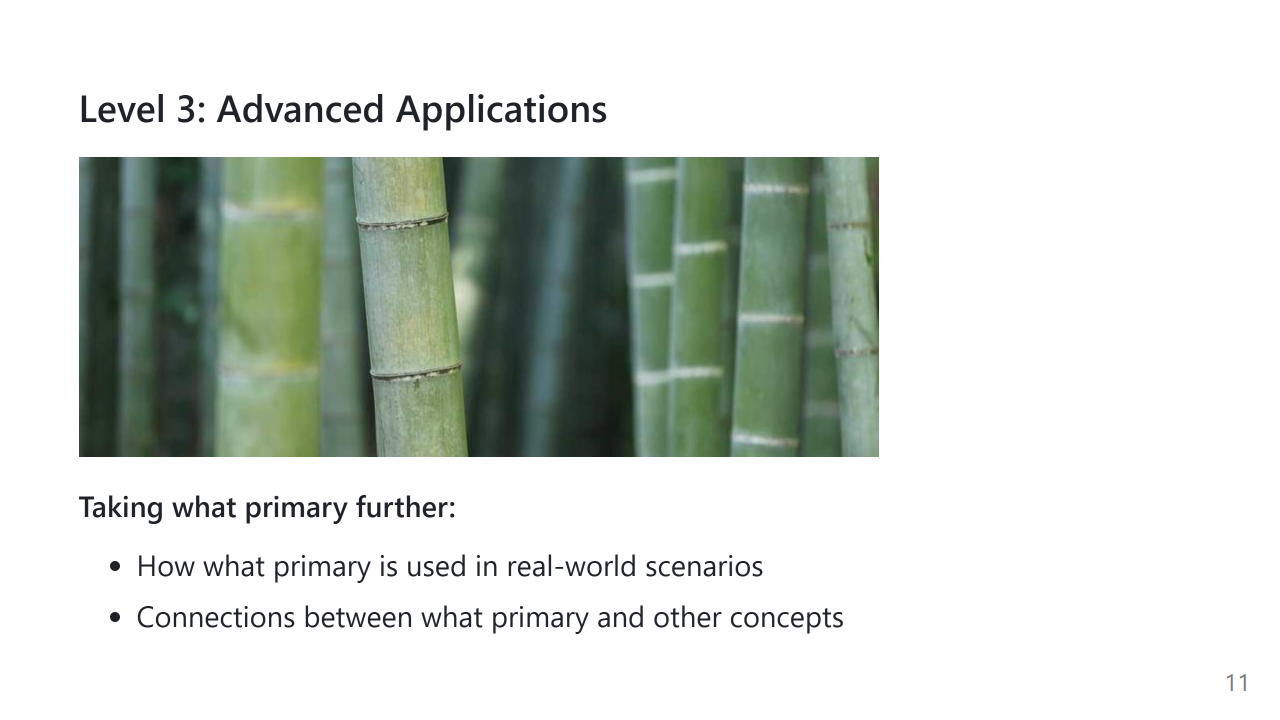 Level 3: Advanced Applications
Taking what primary further:
How what primary is used in real-world scenarios
Connections between what primary and other concepts
11